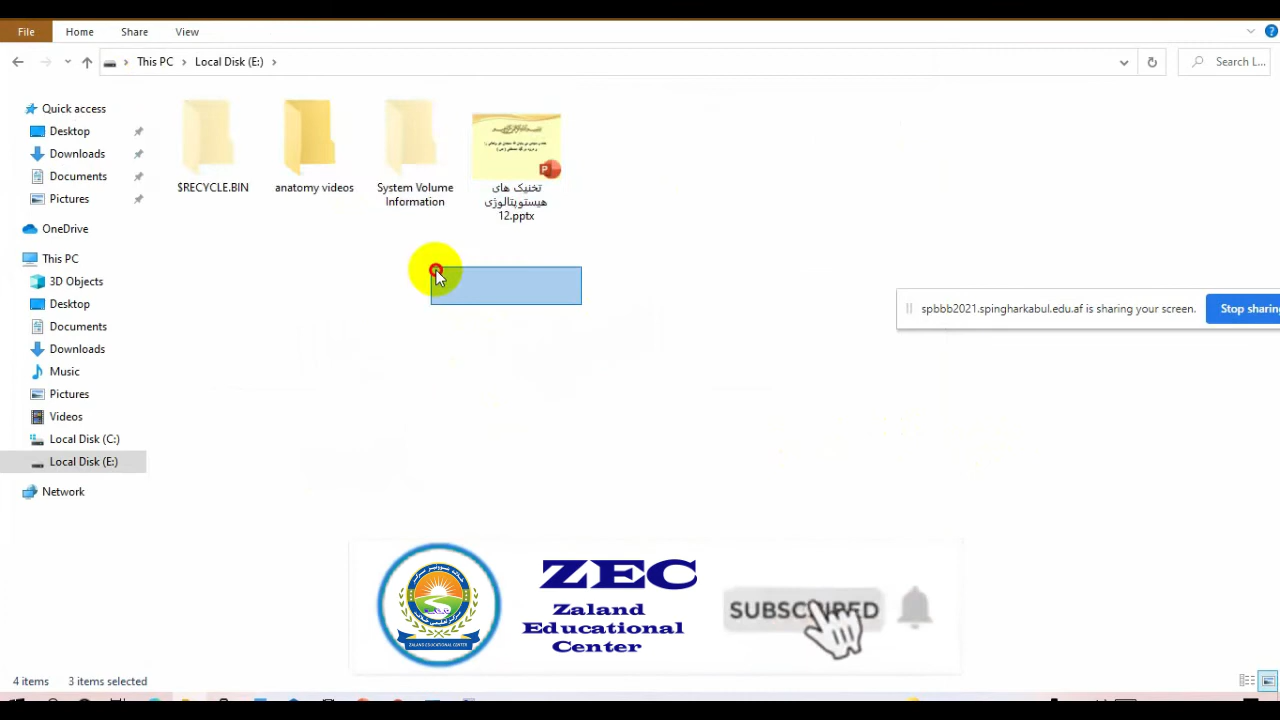 File Home Share View
This PC Local Disk (E:) Search L...
Quick access
Desktop
Downloads
Documents
Pictures
OneDrive
This PC
3D Objects
Desktop
Documents
Downloads
Music
Pictures
Videos
Local Disk (C:)
Local Disk (E:)
Network
$RECYCLE.BIN
anatomy videos
System Volume
Information
تخنیک های
هیستوپتالوژی
12.pptx
spbbb2021.spingharkabul.edu.af is sharing your screen.
Stop sharing
ZEC
Zaland
Educational
Center
ZALAND EDUCATIONAL CENTER
SUBSCRIBED
4 items 3 items selected